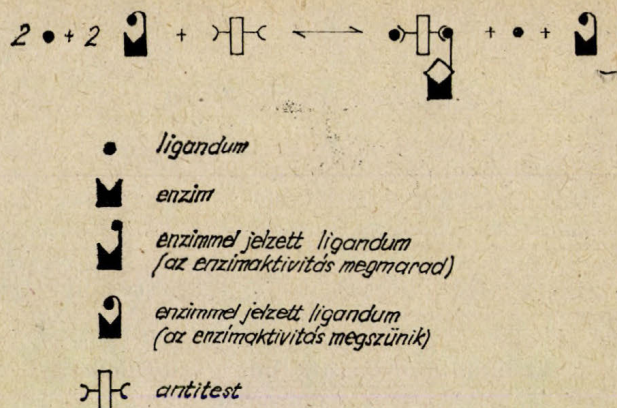 2 • + 2 + ⟷ + • +
ligandum
enzim
enzimmel jelzett ligandum
(az enzimaktivitás megmarad)
enzimmel jelzett ligandum
(az enzimaktivitás megszűnik)
antitest